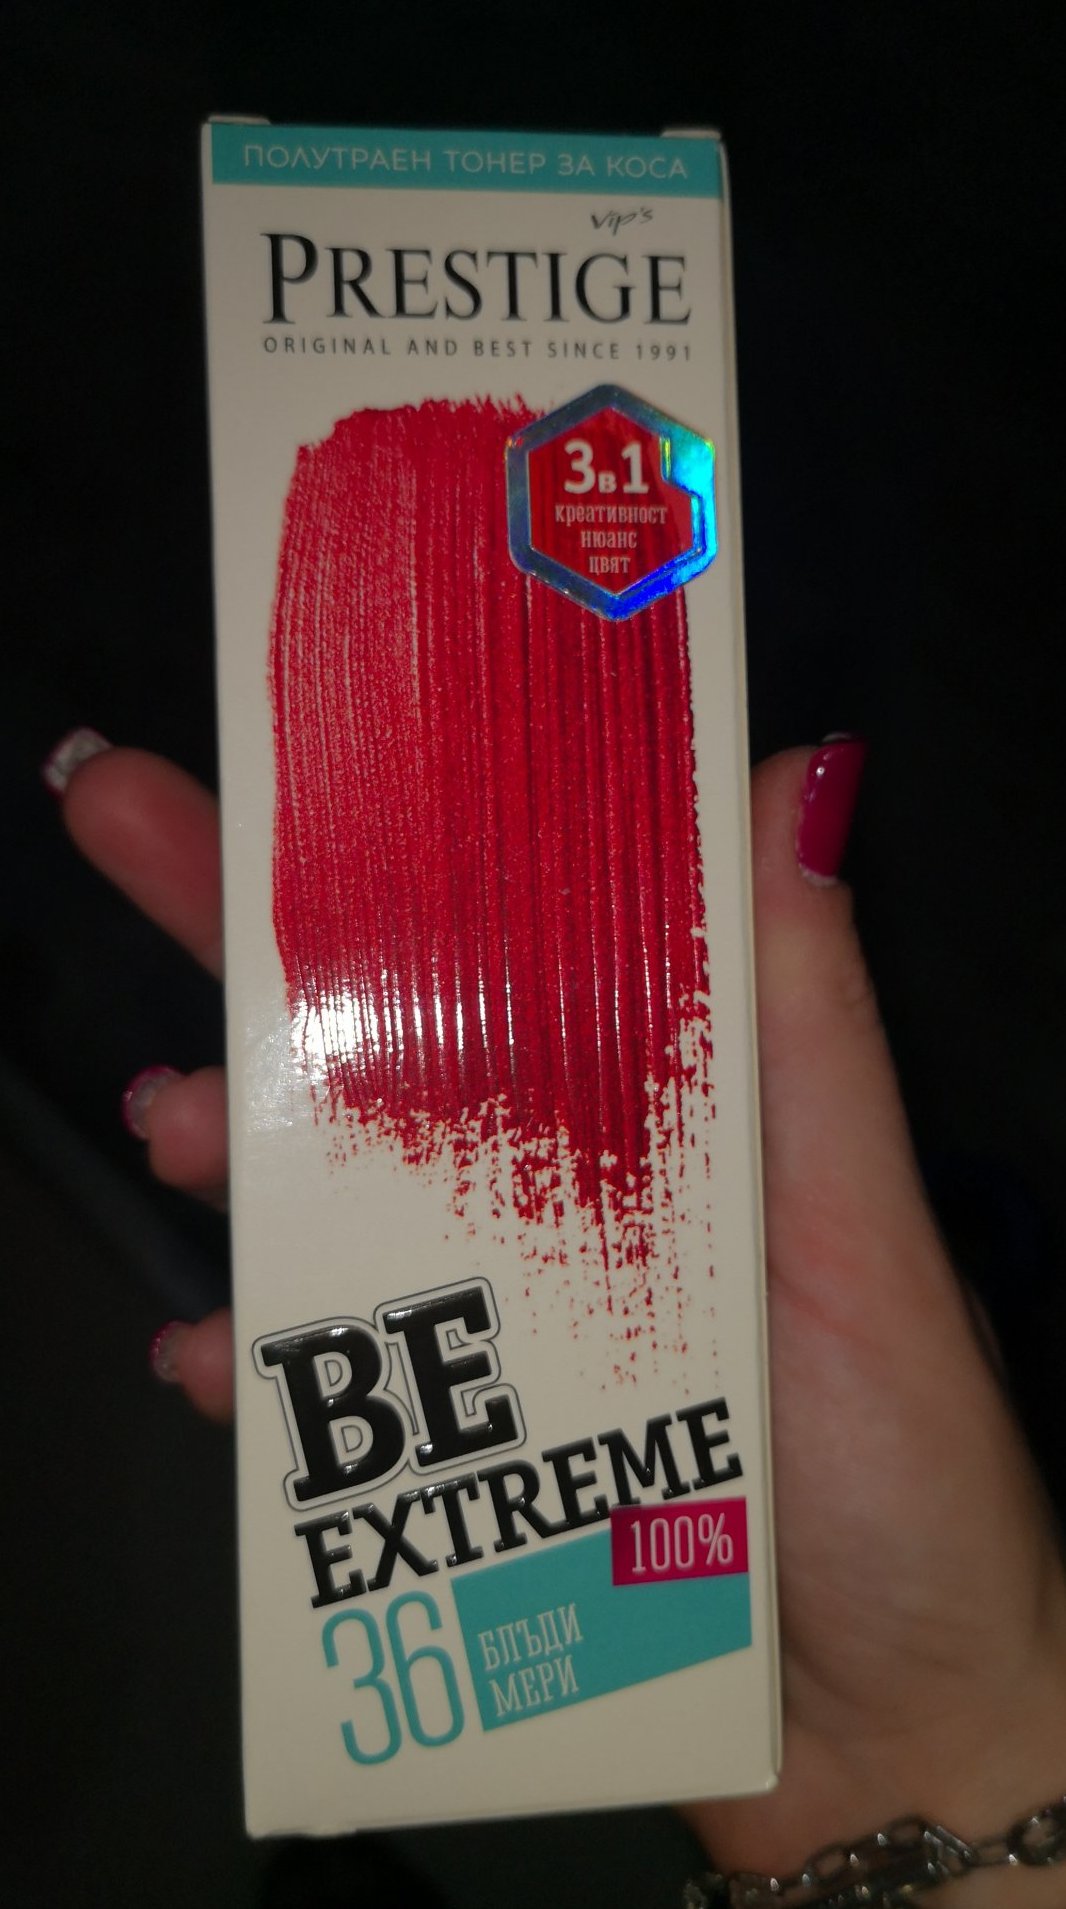 ПОЛУТРАЕН ТОНЕР ЗА КОСА
Vip's
PRESTIGE
ORIGINAL AND BEST SINCE 1991
3в1
креативност
нюанс
цвят
BE
EXTREME
100%
36
БЛЪДИ
МЕРИ